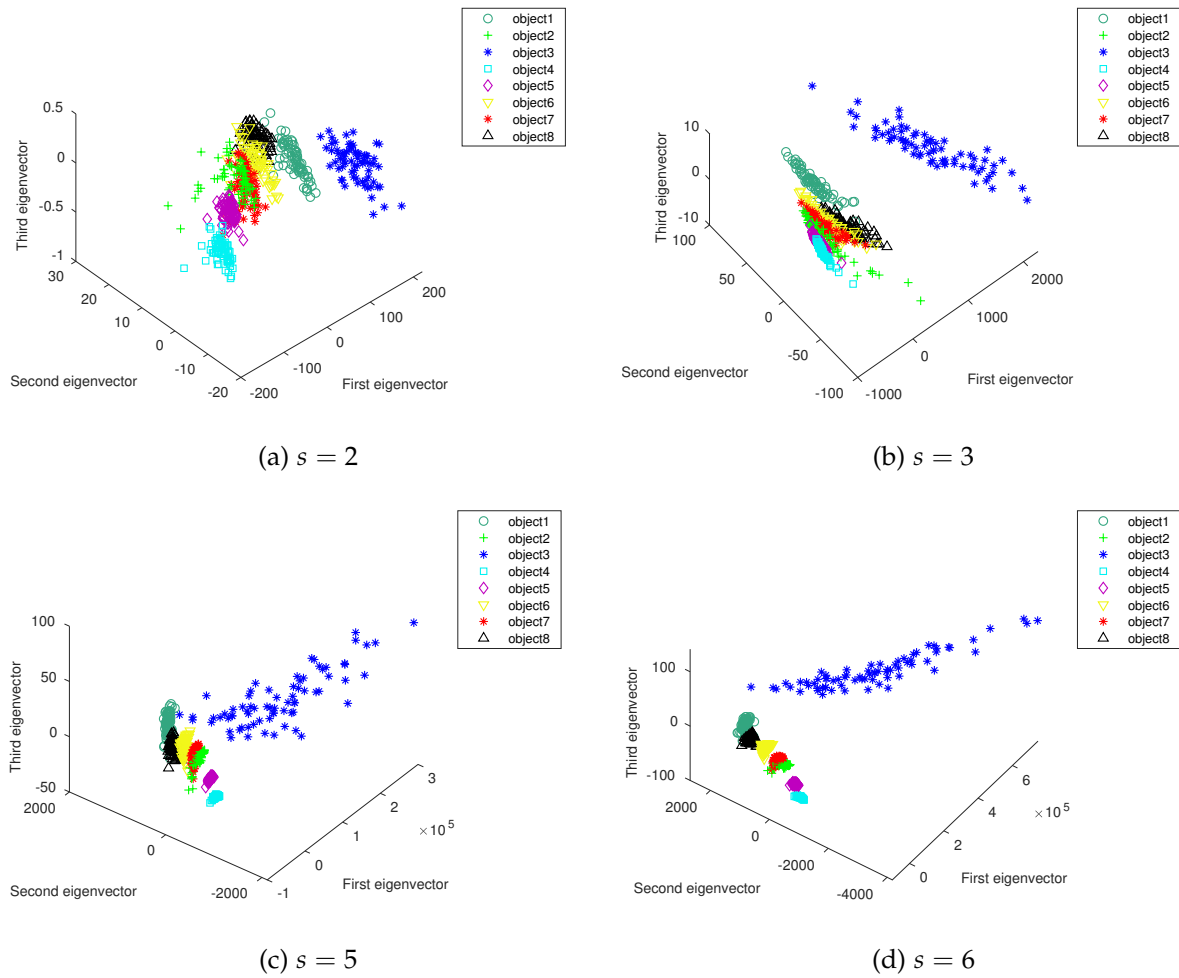 object1
object2
object3
object4
object5
object6
object7
object8
0.5
0
-0.5
-1
Third eigenvector
30
20
10
0
-10
-20
Second eigenvector
-200
-100
0
100
200
First eigenvector
(a) s = 2
object1
object2
object3
object4
object5
object6
object7
object8
10
0
-10
Third eigenvector
100
50
0
-50
-100
Second eigenvector
-1000
0
1000
2000
First eigenvector
(b) s = 3
object1
object2
object3
object4
object5
object6
object7
object8
100
50
0
-50
Third eigenvector
2000
0
-2000
Second eigenvector
-1
0
1
2
3
×10^5
First eigenvector
(c) s = 5
object1
object2
object3
object4
object5
object6
object7
object8
100
0
-100
Third eigenvector
2000
0
-2000
-4000
Second eigenvector
0
2
4
6
×10^5
First eigenvector
(d) s = 6